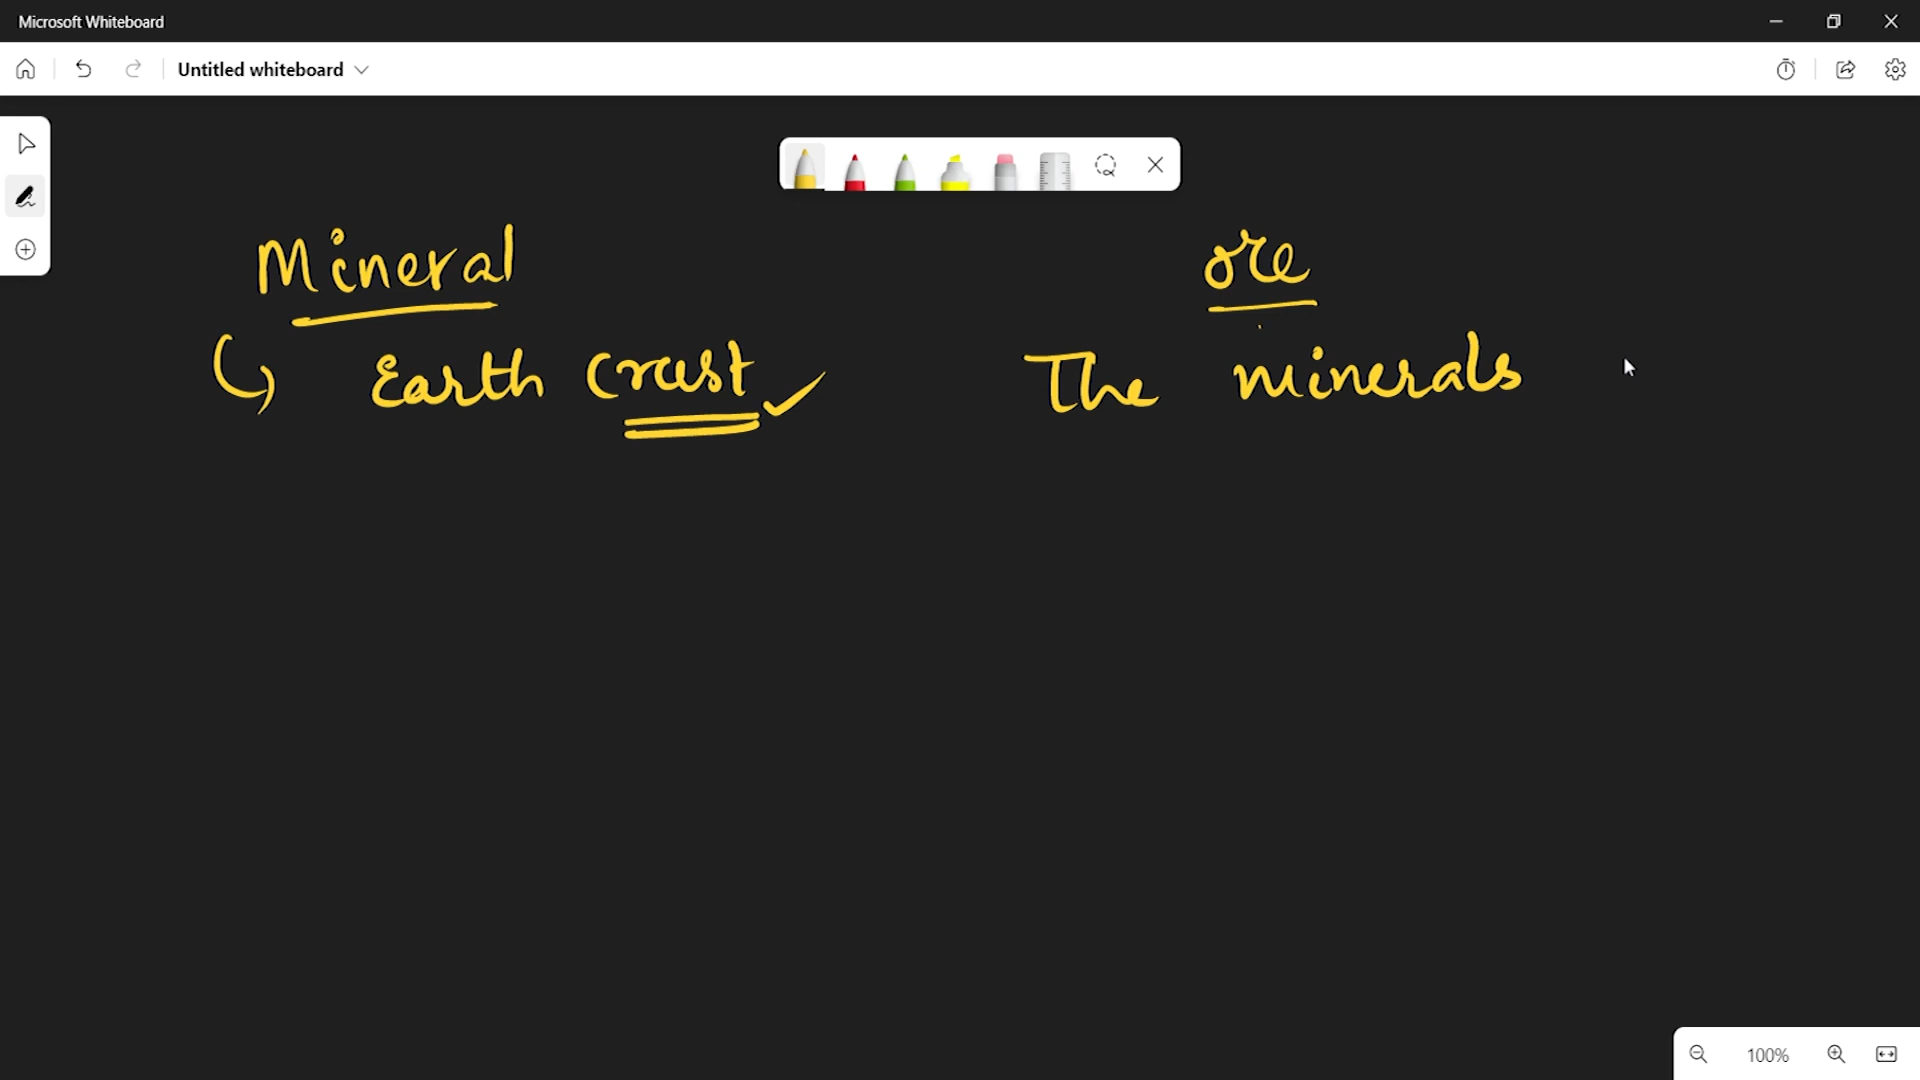 Microsoft Whiteboard
Untitled whiteboard
Mineral
ore
Earth Crust
The minerals
100%